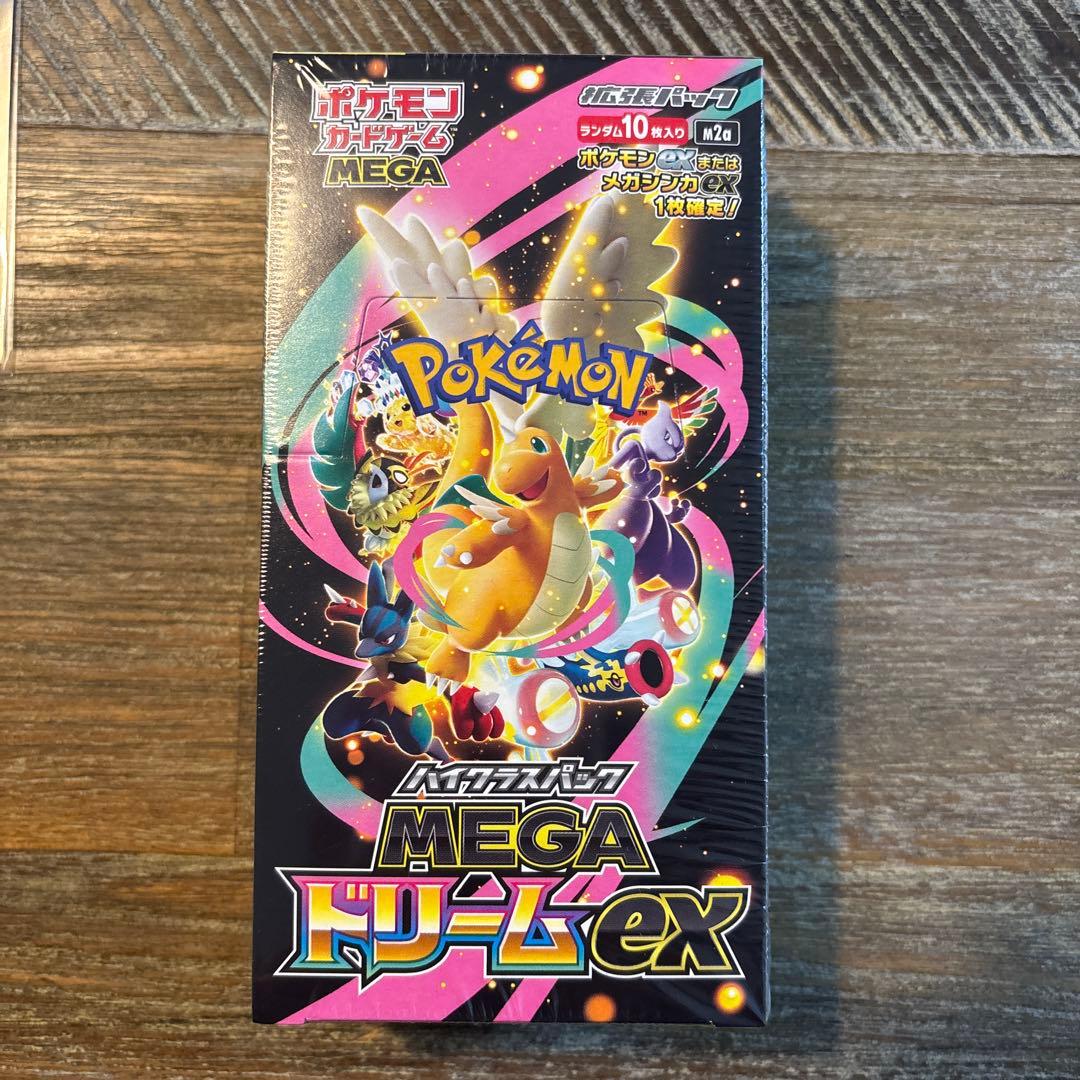 ポケモン
カードゲーム™
MEGA
拡張パック
ランダム10枚入り M2a
ポケモンexまたは
メガシンカex
1枚確定!
POKéMON™
ハイクラスパック
MEGA
ドリームex